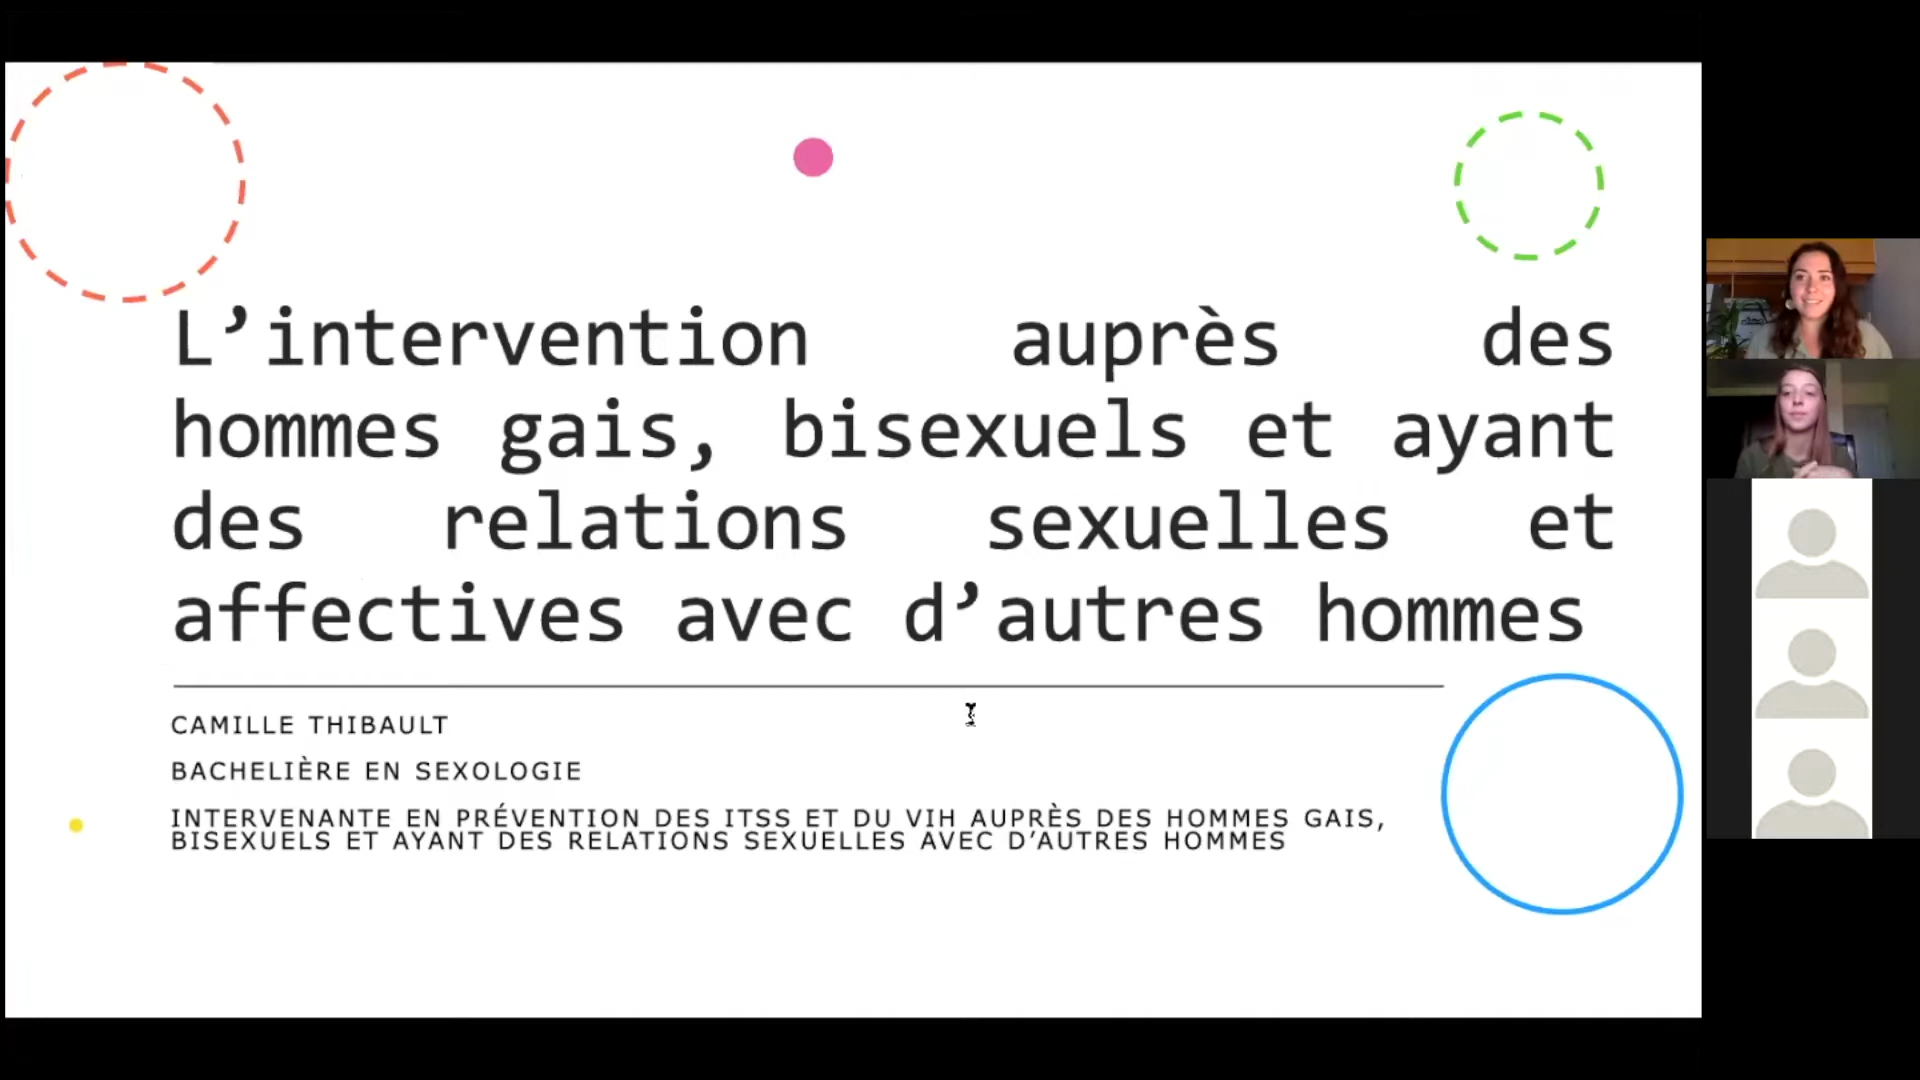 L’intervention auprès des
hommes gais, bisexuels et ayant
des relations sexuelles et
affectives avec d’autres hommes
CAMILLE THIBAULT
BACHELIÈRE EN SEXOLOGIE
INTERVENANTE EN PRÉVENTION DES ITSS ET DU VIH AUPRÈS DES HOMMES GAIS,
BISEXUELS ET AYANT DES RELATIONS SEXUELLES AVEC D’AUTRES HOMMES